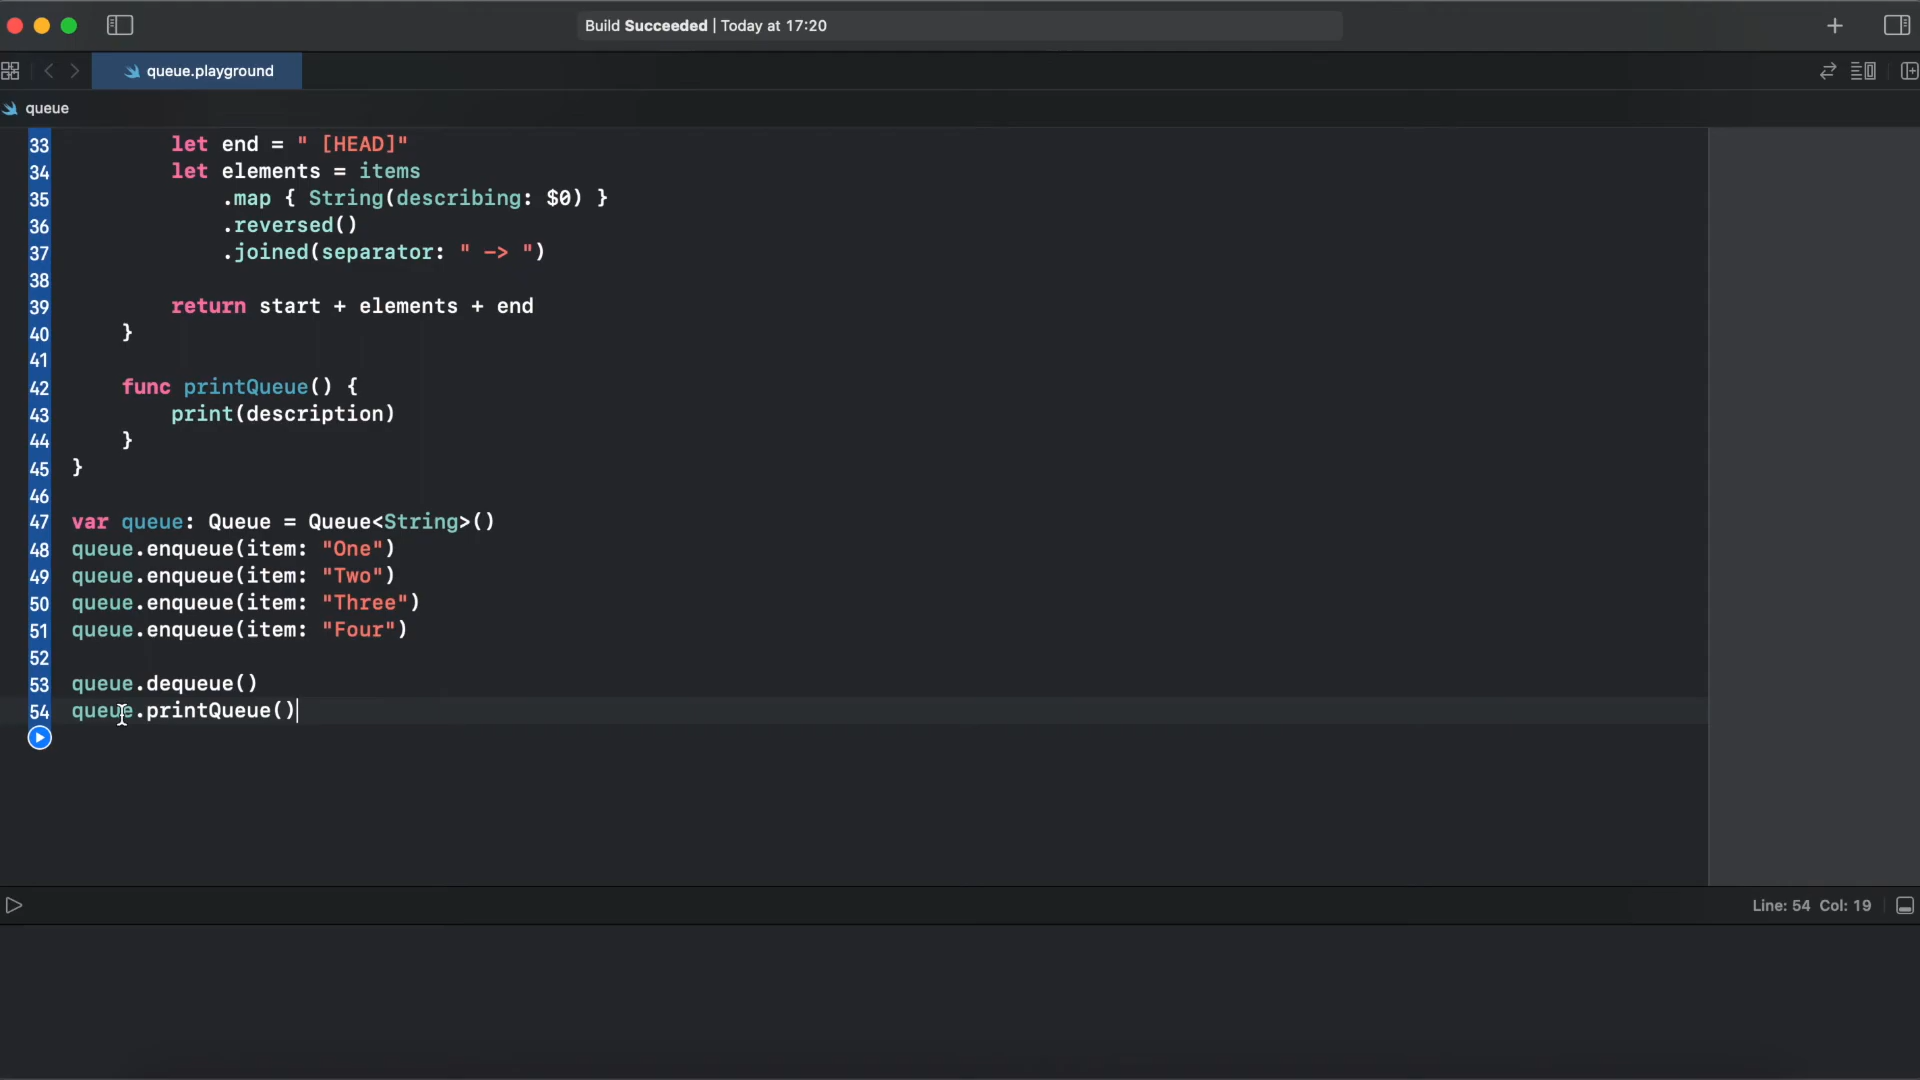 Build Succeeded | Today at 17:20
queue.playground
queue
33 let end = " [HEAD]"
34 let elements = items
35 .map { String(describing: $0) }
36 .reversed()
37 .joined(separator: " -> ")
38
39 return start + elements + end
40 }
41
42 func printQueue() {
43 print(description)
44 }
45 }
46
47 var queue: Queue = Queue<String>()
48 queue.enqueue(item: "One")
49 queue.enqueue(item: "Two")
50 queue.enqueue(item: "Three")
51 queue.enqueue(item: "Four")
52
53 queue.dequeue()
54 queue.printQueue()
Line: 54 Col: 19